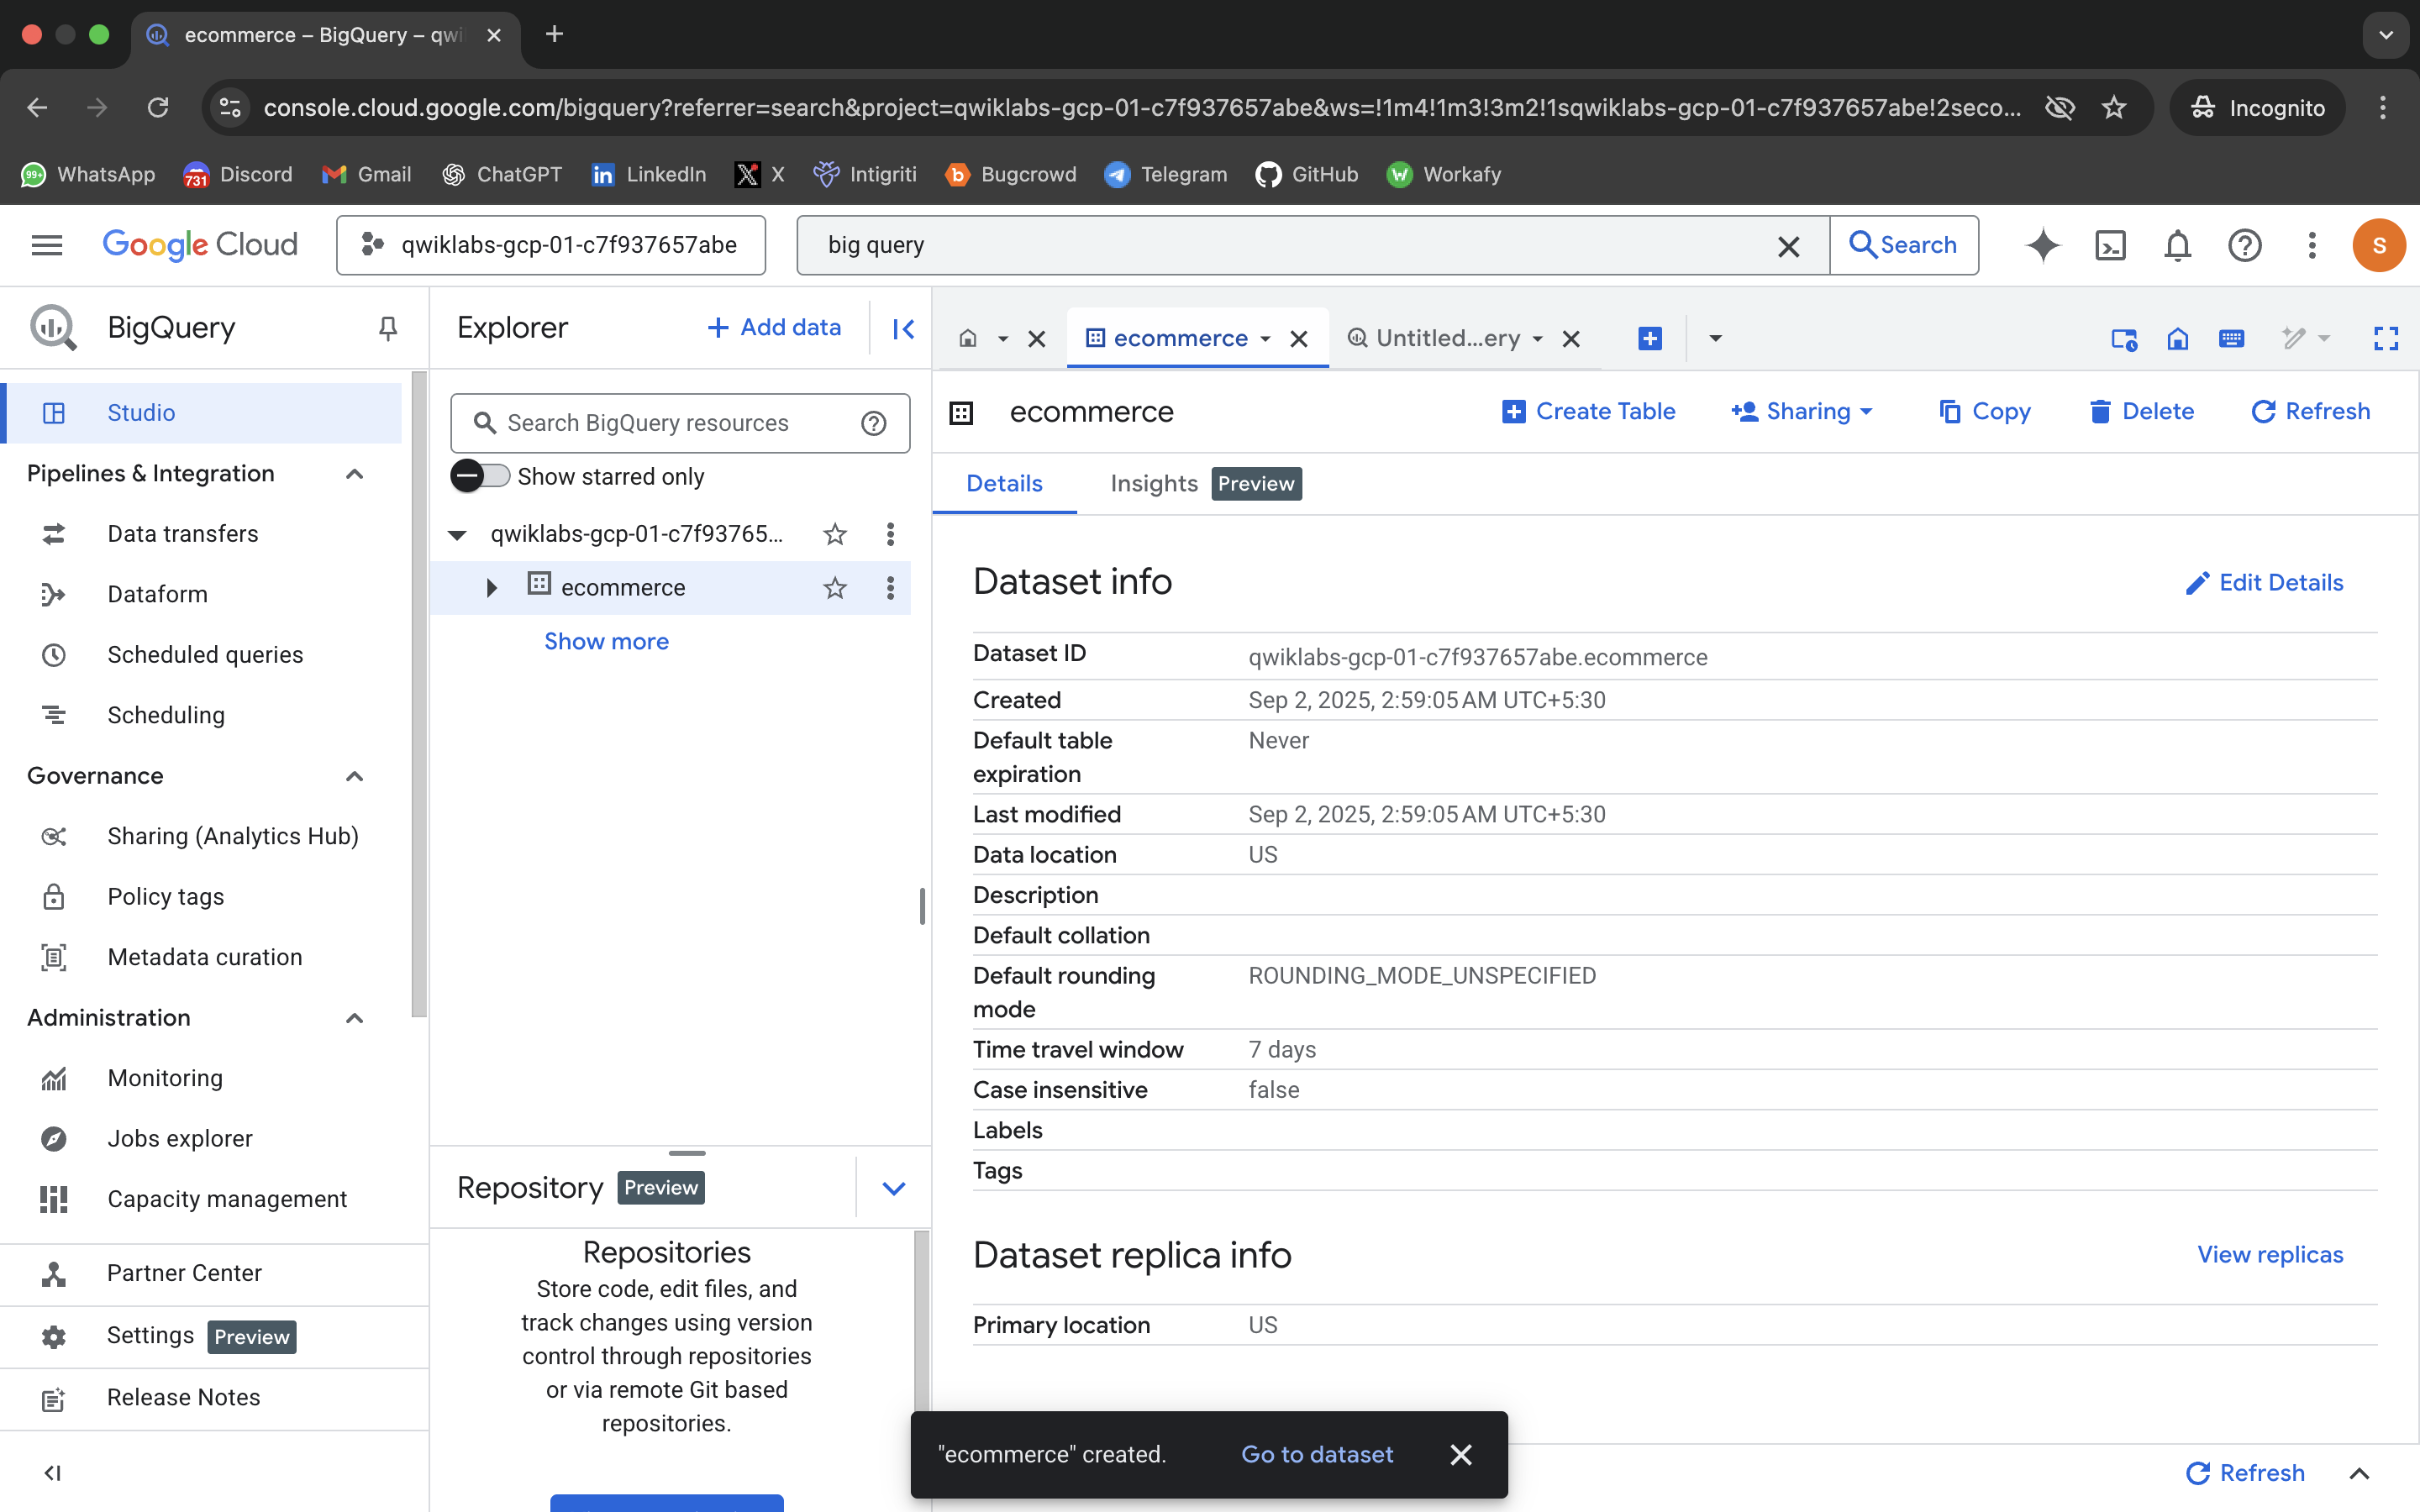 ecommerce – BigQuery – qwi
console.cloud.google.com/bigquery?referrer=search&project=qwiklabs-gcp-01-c7f937657abe&ws=!1m4!1m3!3m2!1sqwiklabs-gcp-01-c7f937657abe!2seco...
Incognito
99+ WhatsApp
731 Discord
Gmail
ChatGPT
LinkedIn
X
Intigriti
Bugcrowd
Telegram
GitHub
Workafy
Google Cloud
qwiklabs-gcp-01-c7f937657abe
big query
Search
S
BigQuery
Studio
Pipelines & Integration
Data transfers
Dataform
Scheduled queries
Scheduling
Governance
Sharing (Analytics Hub)
Policy tags
Metadata curation
Administration
Monitoring
Jobs explorer
Capacity management
Partner Center
Settings Preview
Release Notes
Explorer
+ Add data
Search BigQuery resources
Show starred only
qwiklabs-gcp-01-c7f93765...
ecommerce
Show more
Repository Preview
Repositories
Store code, edit files, and
track changes using version
control through repositories
or via remote Git based
repositories.
ecommerce
Untitled...ery
ecommerce
Create Table
Sharing
Copy
Delete
Refresh
Details
Insights Preview
Dataset info
Edit Details
Dataset ID qwiklabs-gcp-01-c7f937657abe.ecommerce
Created Sep 2, 2025, 2:59:05 AM UTC+5:30
Default table expiration Never
Last modified Sep 2, 2025, 2:59:05 AM UTC+5:30
Data location US
Description
Default collation
Default rounding mode ROUNDING_MODE_UNSPECIFIED
Time travel window 7 days
Case insensitive false
Labels
Tags
Dataset replica info
View replicas
Primary location US
"ecommerce" created. Go to dataset
Refresh